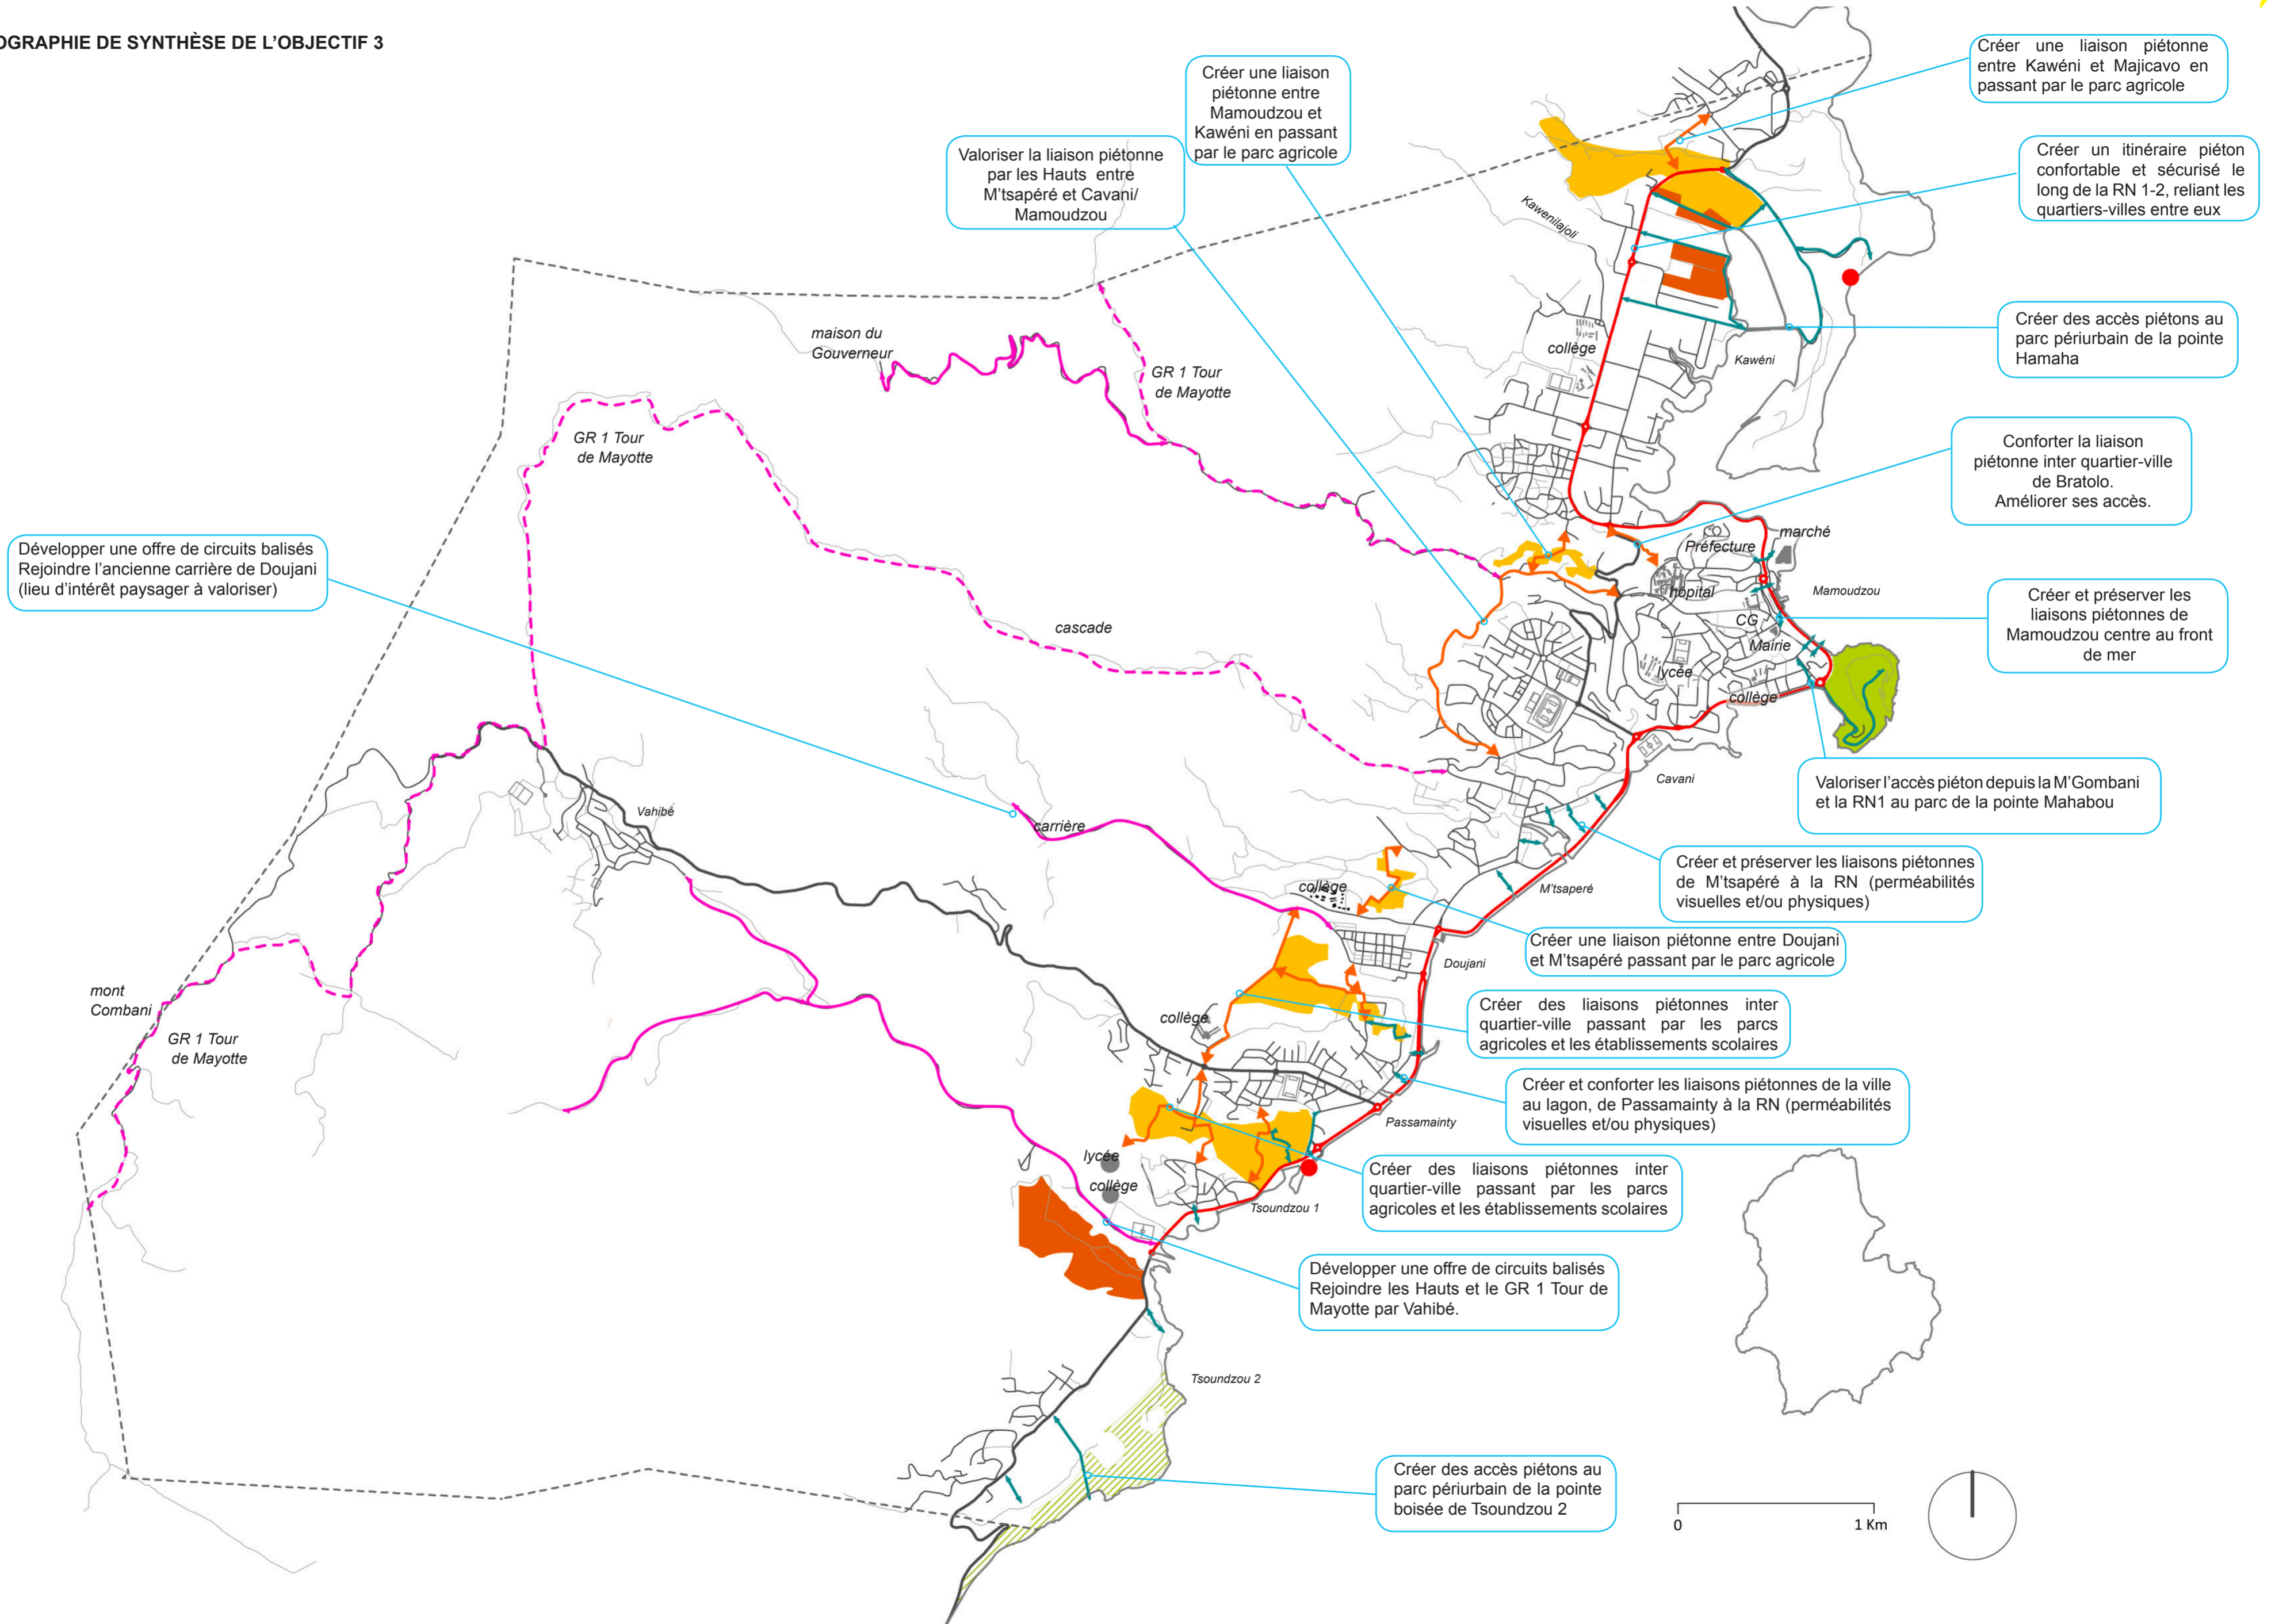 OGRAPHIE DE SYNTHÈSE DE L'OBJECTIF 3
Créer une liaison piétonne
entre Kawéni et Majicavo en
passant par le parc agricole
Créer une liaison
piétonne entre
Mamoudzou et
Kawéni en passant
par le parc agricole
Valoriser la liaison piétonne
par les Hauts entre
M'tsapéré et Cavani/
Mamoudzou
Créer un itinéraire piéton
confortable et sécurisé le
long de la RN 1-2, reliant les
quartiers-villes entre eux
Kawenilajoli
Créer des accès piétons au
parc périurbain de la pointe
Hamaha
maison du
Gouverneur
collège
Kawéni
GR 1 Tour
de Mayotte
GR 1 Tour
de Mayotte
Conforter la liaison
piétonne inter quartier-ville
de Bratolo.
Améliorer ses accès.
Développer une offre de circuits balisés
Rejoindre l'ancienne carrière de Doujani
(lieu d'intérêt paysager à valoriser)
marché
Préfecture
hôpital
Mamoudzou
CG
Mairie
lycée
collège
Créer et préserver les
liaisons piétonnes de
Mamoudzou centre au front
de mer
cascade
Cavani
Valoriser l'accès piéton depuis la M'Gombani
et la RN1 au parc de la pointe Mahabou
Vahibé
carrière
Créer et préserver les liaisons piétonnes
de M'tsapéré à la RN (perméabilités
visuelles et/ou physiques)
collège
M'tsaperé
Créer une liaison piétonne entre Doujani
et M'tsapéré passant par le parc agricole
Doujani
mont
Combani
GR 1 Tour
de Mayotte
collège
Créer des liaisons piétonnes inter
quartier-ville passant par les parcs
agricoles et les établissements scolaires
Créer et conforter les liaisons piétonnes de la ville
au lagon, de Passamainty à la RN (perméabilités
visuelles et/ou physiques)
Passamainty
lycée
collège
Créer des liaisons piétonnes inter
quartier-ville passant par les parcs
agricoles et les établissements scolaires
Tsoundzou 1
Développer une offre de circuits balisés
Rejoindre les Hauts et le GR 1 Tour de
Mayotte par Vahibé.
Tsoundzou 2
Créer des accès piétons au
parc périurbain de la pointe
boisée de Tsoundzou 2
0 1 Km